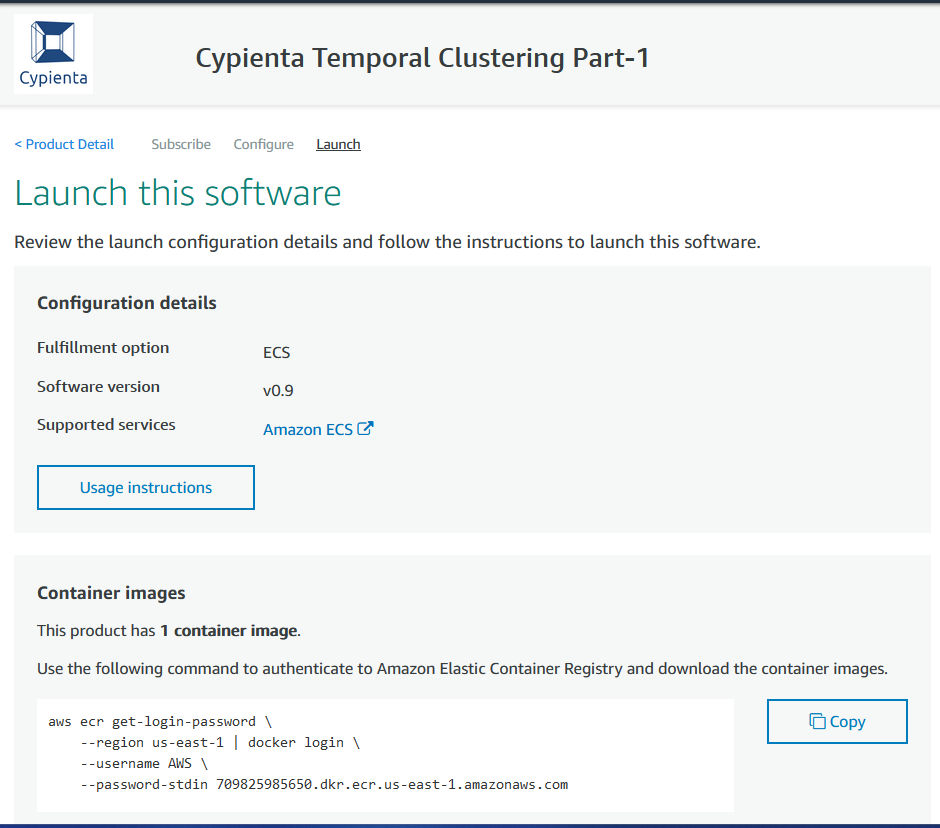 Cypienta
Cypienta Temporal Clustering Part-1
< Product Detail Subscribe Configure Launch
Launch this software
Review the launch configuration details and follow the instructions to launch this software.
Configuration details
Fulfillment option ECS
Software version v0.9
Supported services Amazon ECS
Usage instructions
Container images
This product has 1 container image.
Use the following command to authenticate to Amazon Elastic Container Registry and download the container images.
aws ecr get-login-password \
--region us-east-1 | docker login \
--username AWS \
--password-stdin 709825985650.dkr.ecr.us-east-1.amazonaws.com
Copy